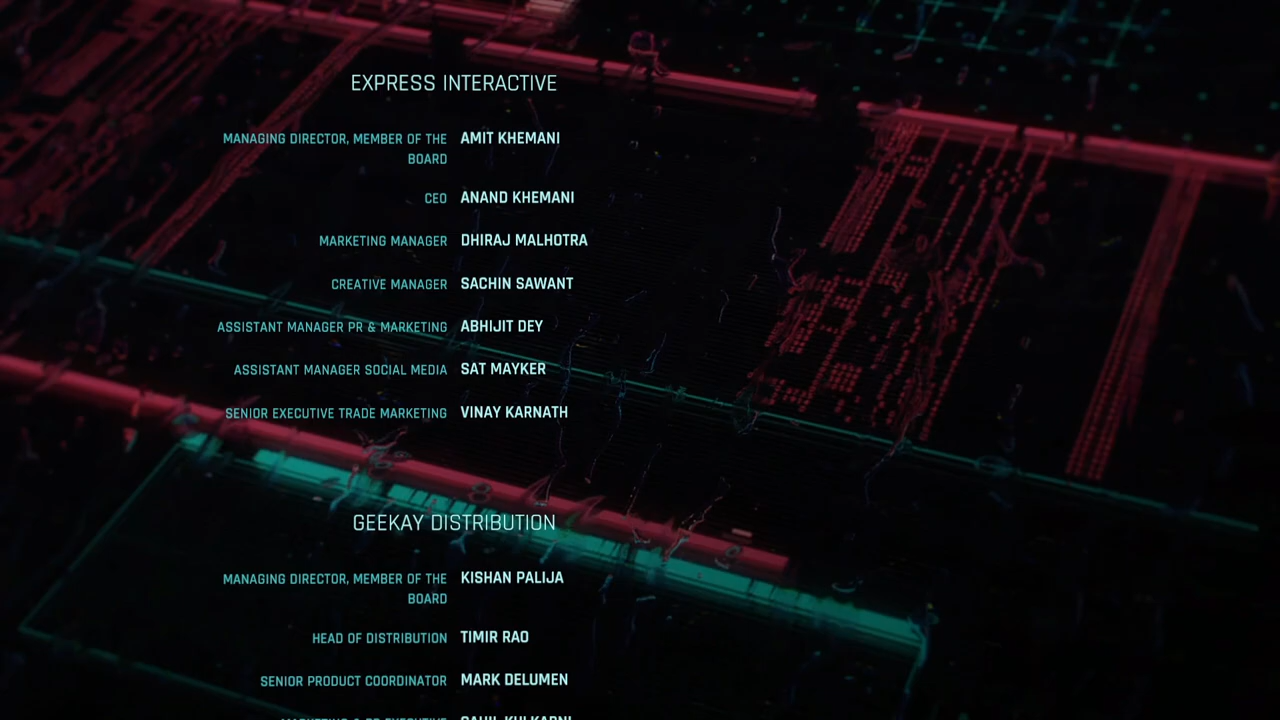 EXPRESS INTERACTIVE
MANAGING DIRECTOR, MEMBER OF THE BOARD AMIT KHEMANI
CEO ANAND KHEMANI
MARKETING MANAGER DHIRAJ MALHOTRA
CREATIVE MANAGER SACHIN SAWANT
ASSISTANT MANAGER PR & MARKETING ABHIJIT DEY
ASSISTANT MANAGER SOCIAL MEDIA SAT MAYKER
SENIOR EXECUTIVE TRADE MARKETING VINAY KARNATH
GEEKAY DISTRIBUTION
MANAGING DIRECTOR, MEMBER OF THE BOARD KISHAN PALIJA
HEAD OF DISTRIBUTION TIMIR RAO
SENIOR PRODUCT COORDINATOR MARK DELUMEN